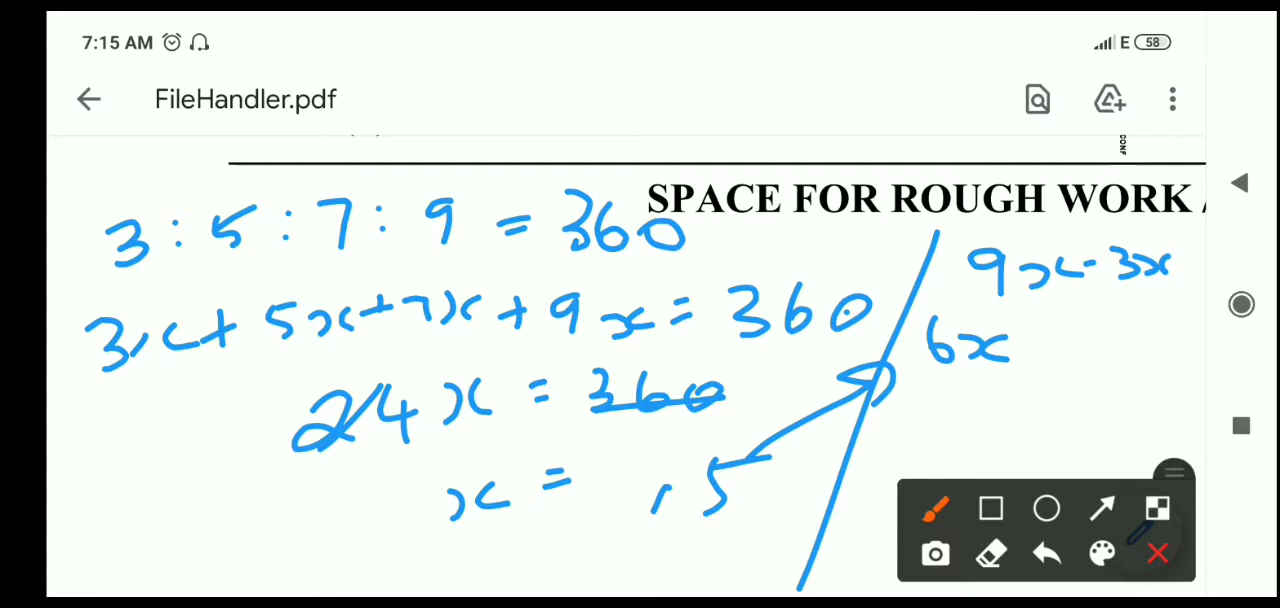 7:15 AM
E 58
FileHandler.pdf
CONF
SPACE FOR ROUGH WORK /
3 : 5 : 7 : 9 = 360
3x + 5x + 7x + 9x = 360
24x = 360
x = 15
9x - 3x
6x